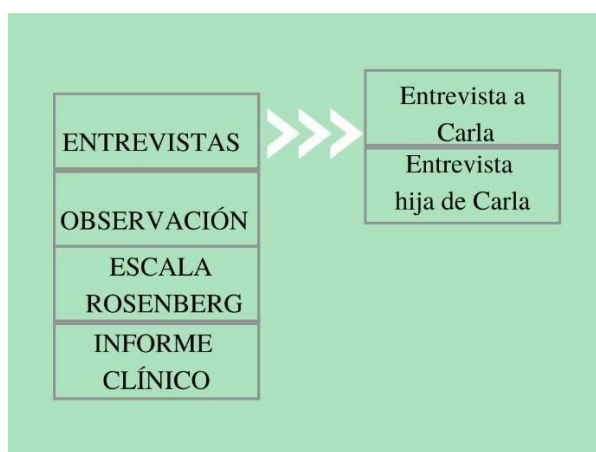 ENTREVISTAS
OBSERVACIÓN
ESCALA
ROSENBERG
INFORME
CLÍNICO
Entrevista a
Carla
Entrevista
hija de Carla